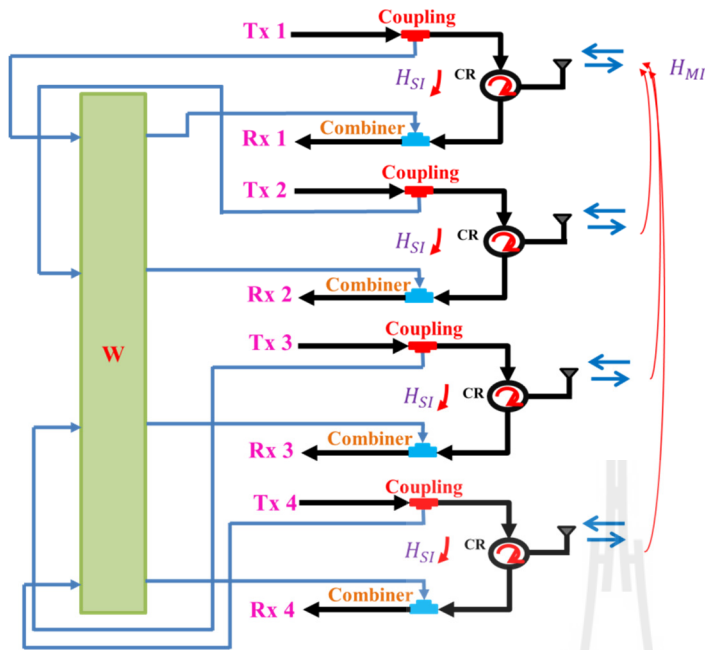 Tx 1
Coupling
H_SI
CR
H_MI
Combiner
Rx 1
Tx 2
Coupling
H_SI
CR
Combiner
Rx 2
W
Tx 3
Coupling
H_SI
CR
Combiner
Rx 3
Tx 4
Coupling
H_SI
CR
Combiner
Rx 4